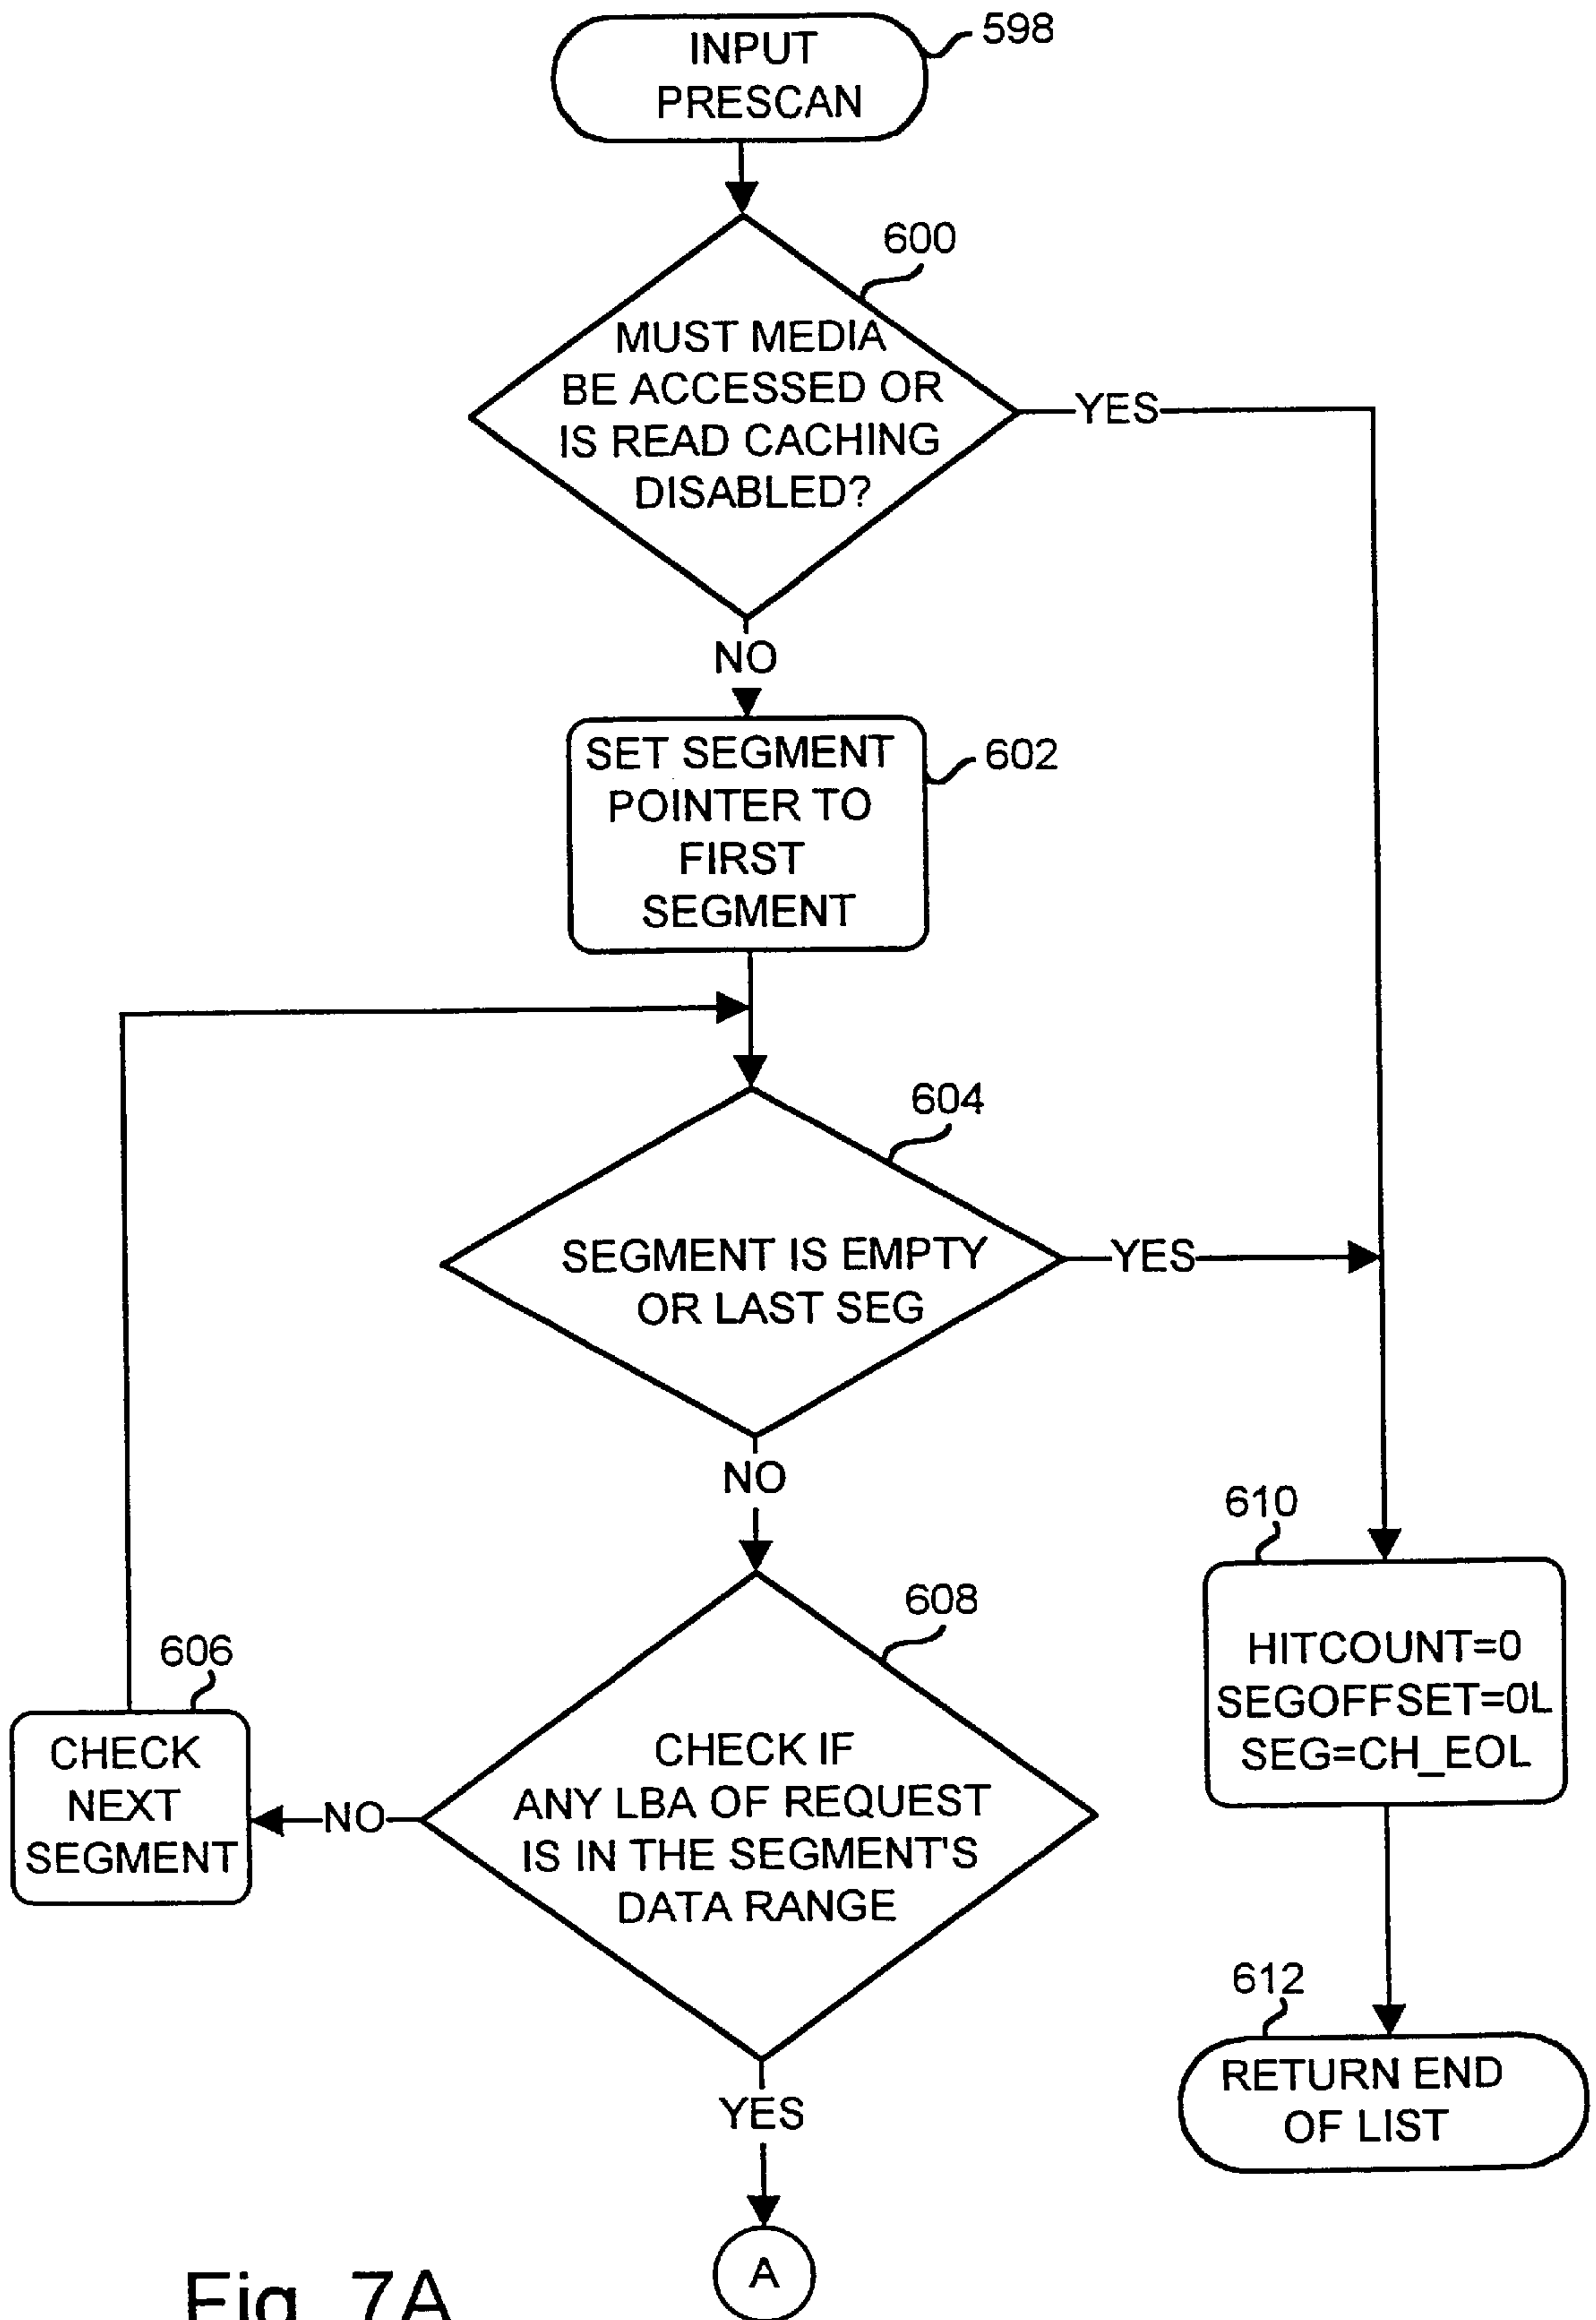 INPUT
PRESCAN
598
600
MUST MEDIA
BE ACCESSED OR
IS READ CACHING
DISABLED?
YES
NO
SET SEGMENT
POINTER TO
FIRST
SEGMENT
602
604
SEGMENT IS EMPTY
OR LAST SEG
YES
NO
608
CHECK IF
ANY LBA OF REQUEST
IS IN THE SEGMENT'S
DATA RANGE
NO
606
CHECK
NEXT
SEGMENT
610
HITCOUNT=0
SEGOFFSET=0L
SEG=CH_EOL
612
RETURN END
OF LIST
YES
A
Fig. 7A